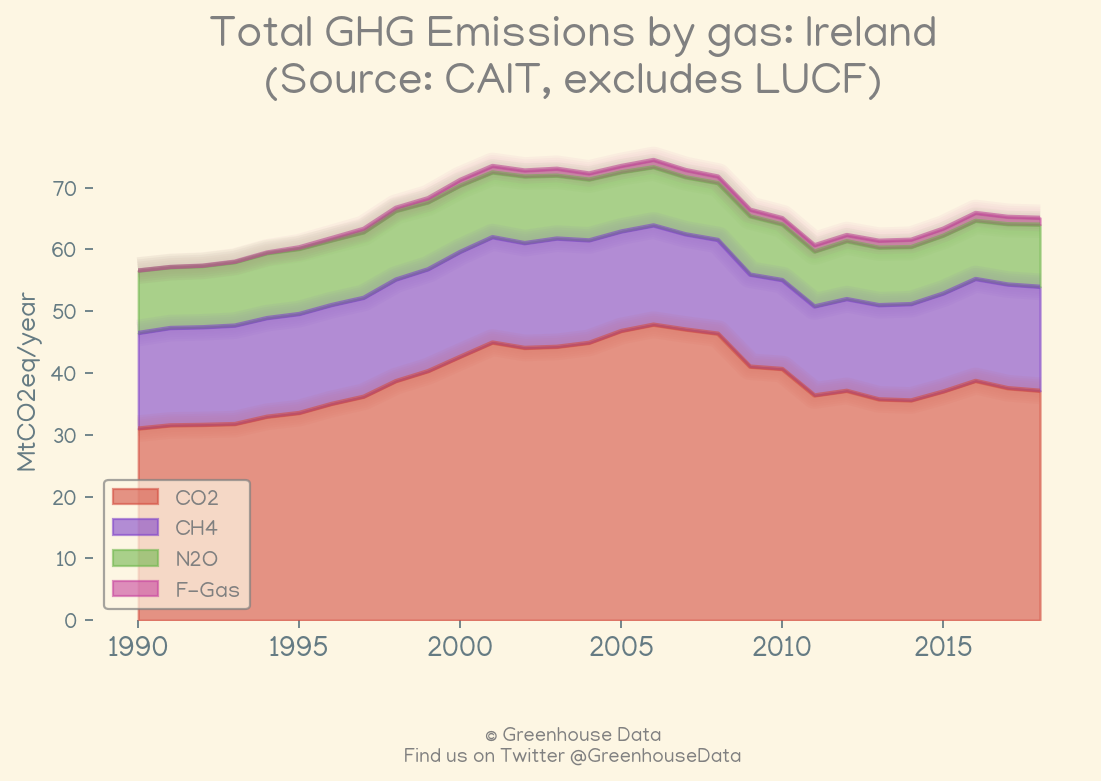 Total GHG Emissions by gas: Ireland
(Source: CAIT, excludes LUCF)
MtCO2eq/year
70
60
50
40
30
20
10
0
CO2
CH4
N2O
F-Gas
1990 1995 2000 2005 2010 2015
© Greenhouse Data
Find us on Twitter @GreenhouseData